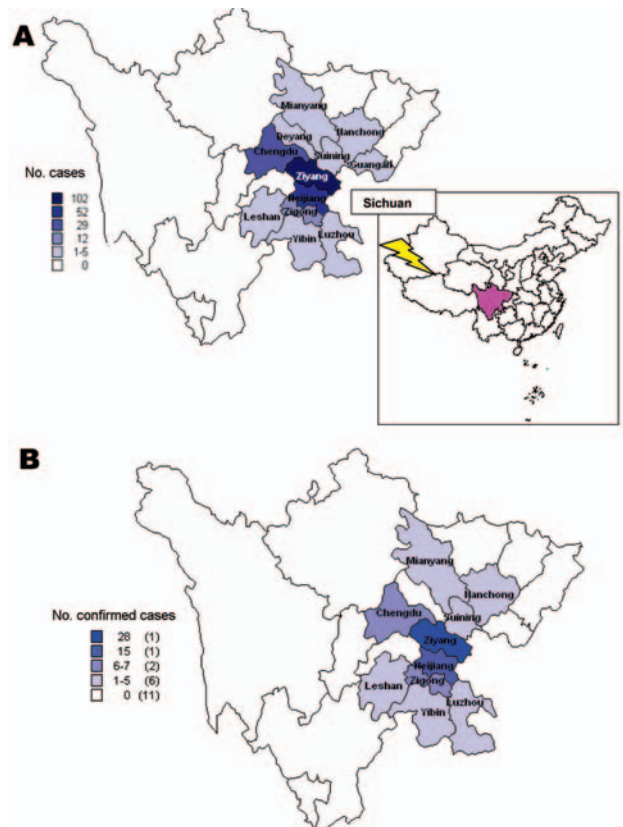 A
Mianyang
Nanchong
Deyang
Suining
Chengdu
Guang'an
Ziyang
Neijiang
Leshan
Zigong
Yibin
Luzhou
No. cases
102
52
29
12
1-5
0
Sichuan
B
Mianyang
Nanchong
Suining
Chengdu
Ziyang
Neijiang
Leshan
Zigong
Yibin
Luzhou
No. confirmed cases
28 (1)
15 (1)
6-7 (2)
1-5 (6)
0 (11)